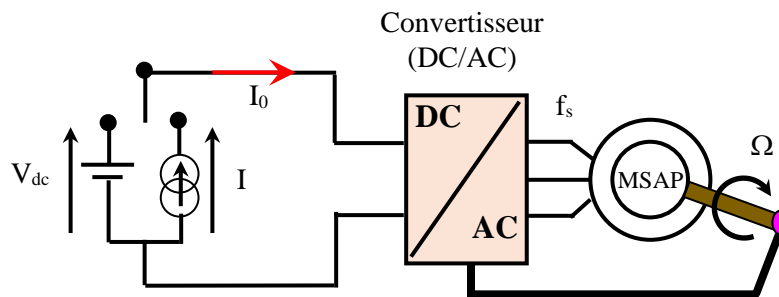 Convertisseur
(DC/AC)
I0
DC
fs
Vdc
I
MSAP
Ω
AC